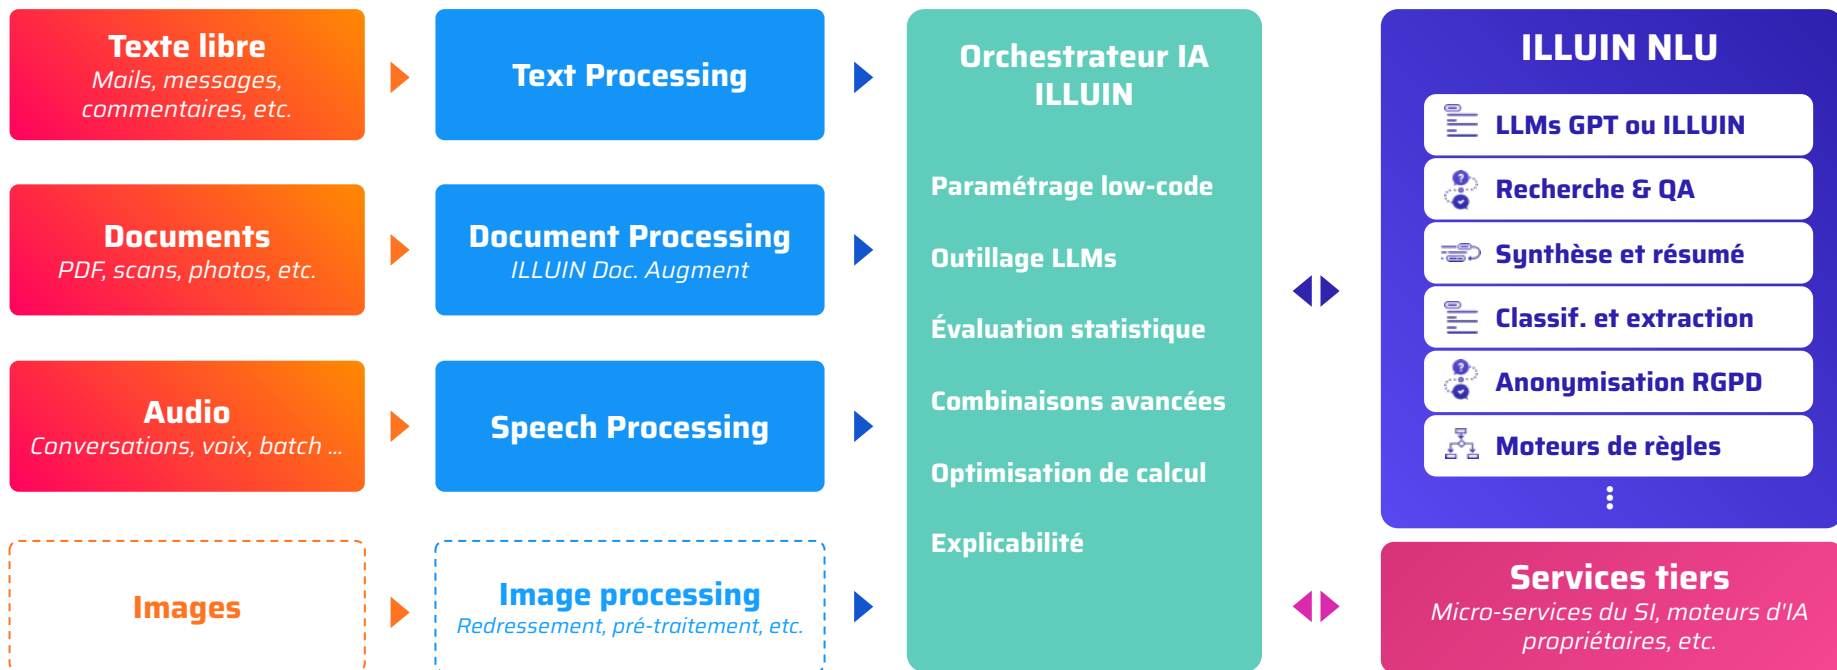 Texte libre
Mails, messages,
commentaires, etc.
Text Processing
Documents
PDF, scans, photos, etc.
Document Processing
ILLUIN Doc. Augment
Audio
Conversations, voix, batch ...
Speech Processing
Images
Image processing
Redressement, pré-traitement, etc.
Orchestrateur IA
ILLUIN
Paramétrage low-code
Outillage LLMs
Évaluation statistique
Combinaisons avancées
Optimisation de calcul
Explicabilité
ILLUIN NLU
LLMs GPT ou ILLUIN
Recherche & QA
Synthèse et résumé
Classif. et extraction
Anonymisation RGPD
Moteurs de règles
Services tiers
Micro-services du SI, moteurs d'IA
propriétaires, etc.